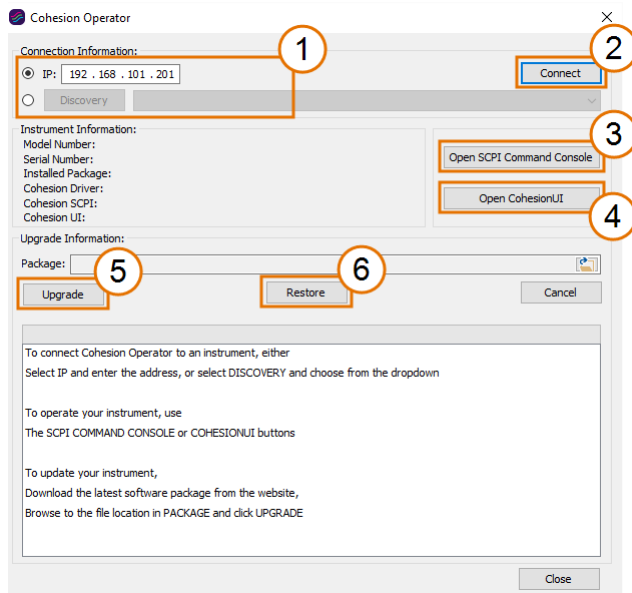 Cohesion Operator
Connection Information:
1
2
IP: 192 . 168 . 101 . 201
Connect
Discovery
Instrument Information:
Model Number:
Serial Number:
Installed Package:
Cohesion Driver:
Cohesion SCPI:
Cohesion UI:
3
Open SCPI Command Console
Open CohesionUI
4
Upgrade Information:
Package:
5
6
Upgrade
Restore
Cancel
To connect Cohesion Operator to an instrument, either
Select IP and enter the address, or select DISCOVERY and choose from the dropdown
To operate your instrument, use
The SCPI COMMAND CONSOLE or COHESIONUI buttons
To update your instrument,
Download the latest software package from the website,
Browse to the file location in PACKAGE and click UPGRADE
Close